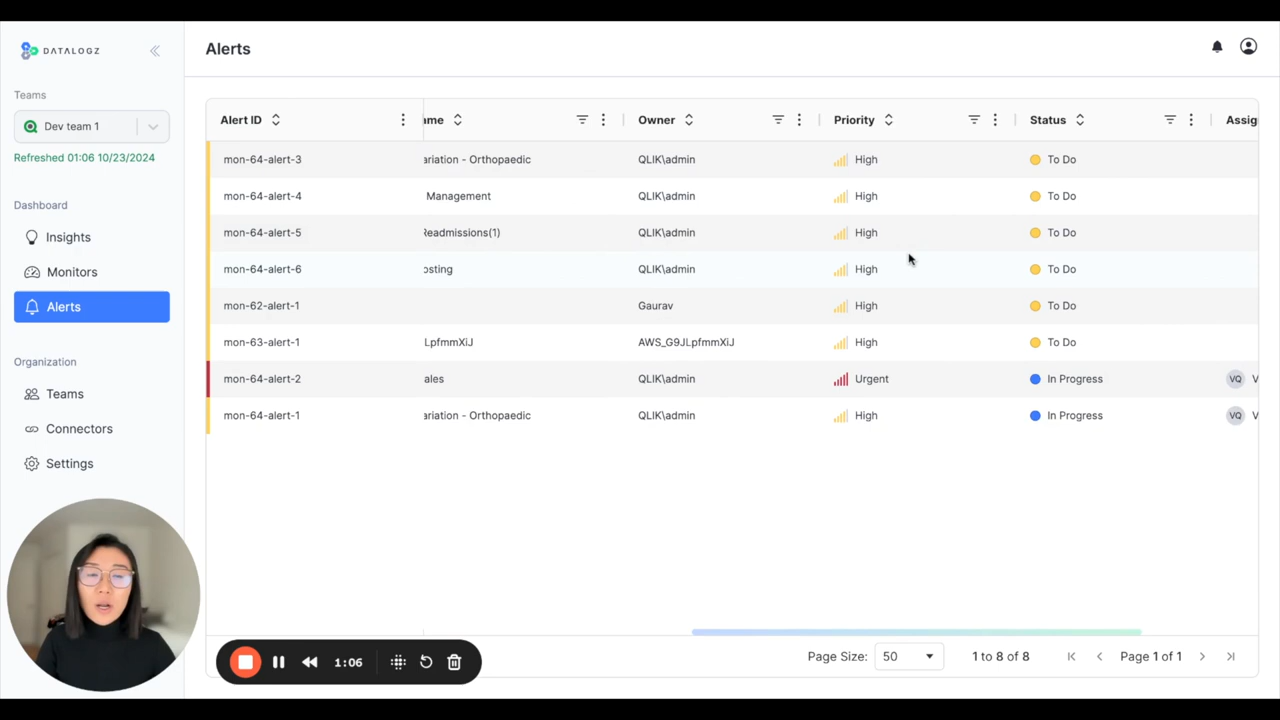 DATALOGZ
Alerts
Teams
Dev team 1
Refreshed 01:06 10/23/2024
Dashboard
Insights
Monitors
Alerts
Organization
Teams
Connectors
Settings
Alert ID ame Owner Priority Status Assig
mon-64-alert-3 ariation - Orthopaedic QLIK\admin High To Do
mon-64-alert-4 Management QLIK\admin High To Do
mon-64-alert-5 Readmissions(1) QLIK\admin High To Do
mon-64-alert-6 osting QLIK\admin High To Do
mon-62-alert-1 Gaurav High To Do
mon-63-alert-1 LpfmmXiJ AWS_G9JLpfmmXiJ High To Do
mon-64-alert-2 ales QLIK\admin Urgent In Progress VQ V
mon-64-alert-1 ariation - Orthopaedic QLIK\admin High In Progress VQ V
1:06
Page Size: 50 1 to 8 of 8 Page 1 of 1